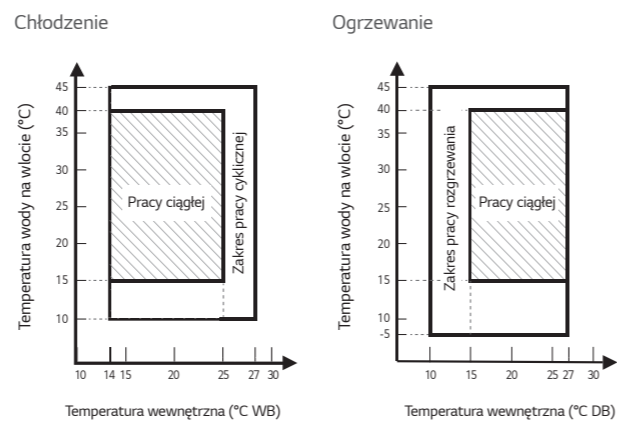 Chłodzenie
Temperatura wody na wlocie (°C)
45
40
35
30
25
20
15
10
Pracy ciągłej
Zakres pracy cyklicznej
10 14 15 20 25 27 30
Temperatura wewnętrzna (°C WB)
Ogrzewanie
Temperatura wody na wlocie (°C)
45
40
35
30
25
20
15
10
-5
Zakres pracy rozgrzewania
Pracy ciągłej
10 15 20 25 27 30
Temperatura wewnętrzna (°C DB)